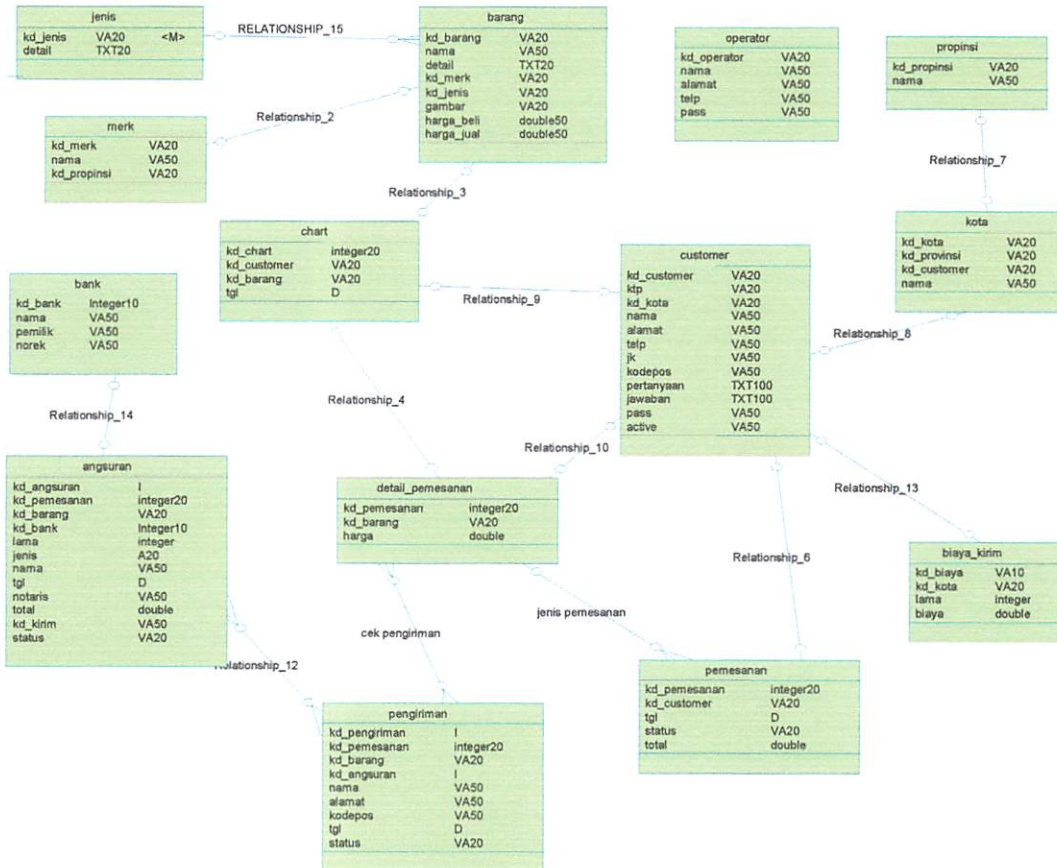 jenis
kd_jenis VA20 <M>
detail TXT20
RELATIONSHIP_15
barang
kd_barang VA20
nama VA50
detail TXT20
kd_merk VA20
kd_jenis VA20
gambar VA20
harga_beli double50
harga_jual double50
operator
kd_operator VA20
nama VA50
alamat VA50
telp VA50
pass VA50
propinsi
kd_propinsi VA20
nama VA50
Relationship_2
merk
kd_merk VA20
nama VA50
kd_propinsi VA20
Relationship_3
Relationship_7
chart
kd_chart integer20
kd_customer VA20
kd_barang VA20
tgl D
kota
kd_kota VA20
kd_provinsi VA20
kd_customer VA20
nama VA50
customer
kd_customer VA20
ktp VA20
kd_kota VA20
nama VA50
alamat VA50
telp VA50
jk VA50
kodepos VA50
pertanyaan TXT100
jawaban TXT100
pass VA50
active VA50
bank
kd_bank Integer10
nama VA50
pemilik VA50
norek VA50
Relationship_9
Relationship_8
Relationship_4
Relationship_14
Relationship_10
angsuran
kd_angsuran I
kd_pemesanan integer20
kd_barang VA20
kd_bank Integer10
lama integer
jenis A20
nama VA50
tgl D
notaris VA50
total double
kd_kirim VA50
status VA20
detail_pemesanan
kd_pemesanan integer20
kd_barang VA20
harga double
Relationship_13
Relationship_6
biaya_kirim
kd_biaya VA10
kd_kota VA20
lama integer
biaya double
jenis pemesanan
cek pengiriman
Relationship_12
pemesanan
kd_pemesanan integer20
kd_customer VA20
tgl D
status VA20
total double
pengiriman
kd_pengiriman I
kd_pemesanan integer20
kd_barang VA20
kd_angsuran I
nama VA50
alamat VA50
kodepos VA50
tgl D
status VA20